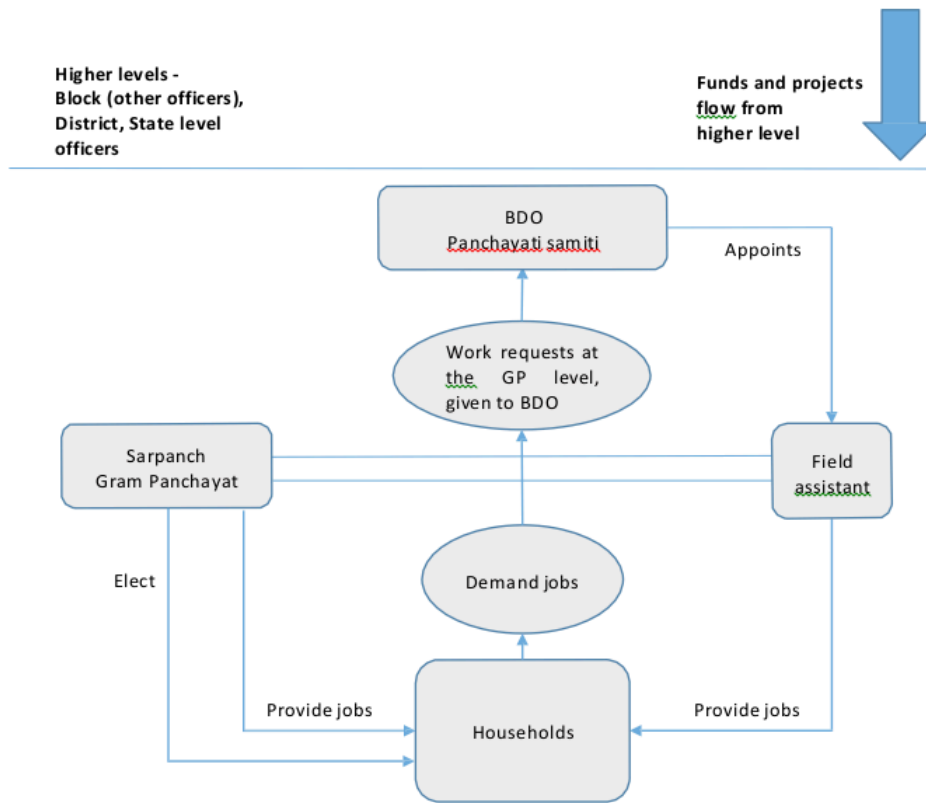 Higher levels -
Block (other officers),
District, State level
officers
Funds and projects
flow from
higher level
BDO
Panchayati samiti
Appoints
Work requests at
the GP level,
given to BDO
Sarpanch
Gram Panchayat
Field
assistant
Elect
Demand jobs
Provide jobs
Provide jobs
Households